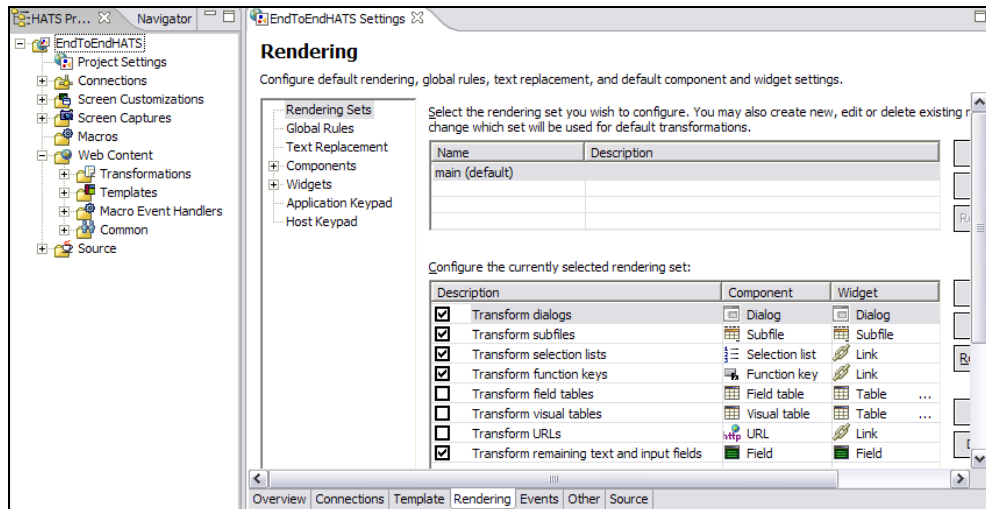 HATS Pr...
Navigator
EndToEndHATS
Project Settings
Connections
Screen Customizations
Screen Captures
Macros
Web Content
Transformations
Templates
Macro Event Handlers
Common
Source
EndToEndHATS Settings
Rendering
Configure default rendering, global rules, text replacement, and default component and widget settings.
Rendering Sets
Global Rules
Text Replacement
Components
Widgets
Application Keypad
Host Keypad
Select the rendering set you wish to configure. You may also create new, edit or delete existing r
change which set will be used for default transformations.
Name Description
main (default)
Configure the currently selected rendering set:
Description Component Widget
Transform dialogs Dialog Dialog
Transform subfiles Subfile Subfile
Transform selection lists Selection list Link
Transform function keys Function key Link
Transform field tables Field table Table ...
Transform visual tables Visual table Table ...
Transform URLs URL Link
Transform remaining text and input fields Field Field
Overview Connections Template Rendering Events Other Source